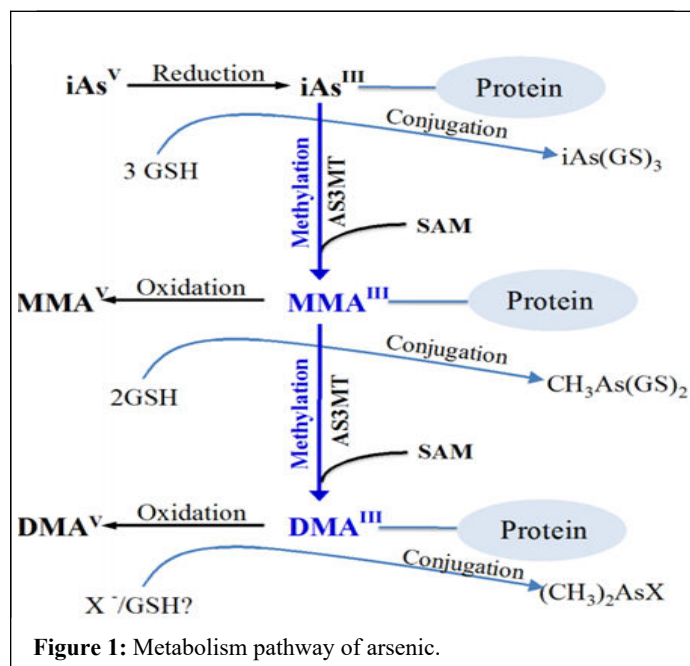 iAsⱽ Reduction iAsᴵᴵᴵ Protein
Conjugation
3 GSH iAs(GS)₃
Methylation
AS3MT
SAM
MMAⱽ Oxidation MMAᴵᴵᴵ Protein
Conjugation
2GSH CH₃As(GS)₂
Methylation
AS3MT
SAM
DMAⱽ Oxidation DMAᴵᴵᴵ Protein
Conjugation
X ⁻/GSH? (CH₃)₂AsX
Figure 1: Metabolism pathway of arsenic.